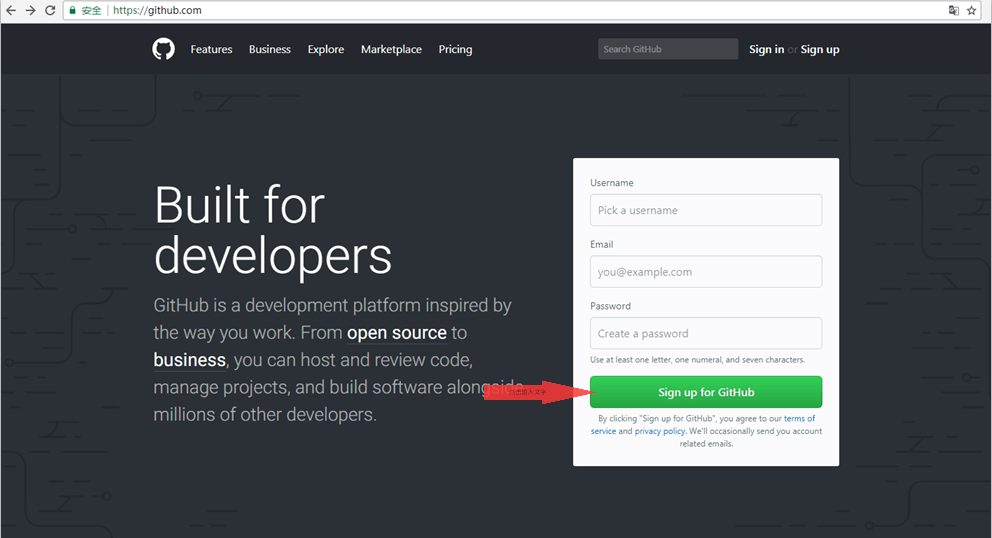 安全 https://github.com
Features Business Explore Marketplace Pricing Search GitHub Sign in or Sign up
Built for
developers
GitHub is a development platform inspired by
the way you work. From open source to
business, you can host and review code,
manage projects, and build software alongside
millions of other developers.
Username
Pick a username
Email
you@example.com
Password
Create a password
Use at least one letter, one numeral, and seven characters.
Sign up for GitHub
By clicking "Sign up for GitHub", you agree to our terms of
service and privacy policy. We'll occasionally send you account
related emails.